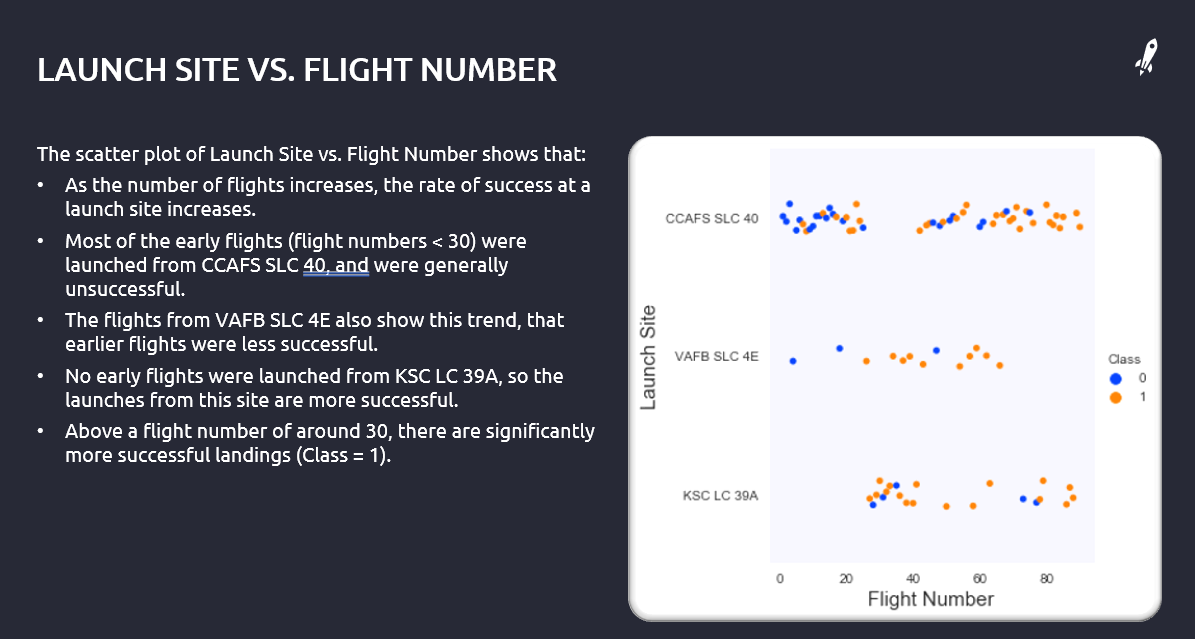 LAUNCH SITE VS. FLIGHT NUMBER
The scatter plot of Launch Site vs. Flight Number shows that:
• As the number of flights increases, the rate of success at a
launch site increases.
• Most of the early flights (flight numbers < 30) were
launched from CCAFS SLC 40, and were generally
unsuccessful.
• The flights from VAFB SLC 4E also show this trend, that
earlier flights were less successful.
• No early flights were launched from KSC LC 39A, so the
launches from this site are more successful.
• Above a flight number of around 30, there are significantly
more successful landings (Class = 1).
Launch Site
CCAFS SLC 40
VAFB SLC 4E
KSC LC 39A
0 20 40 60 80
Flight Number
Class
0
1